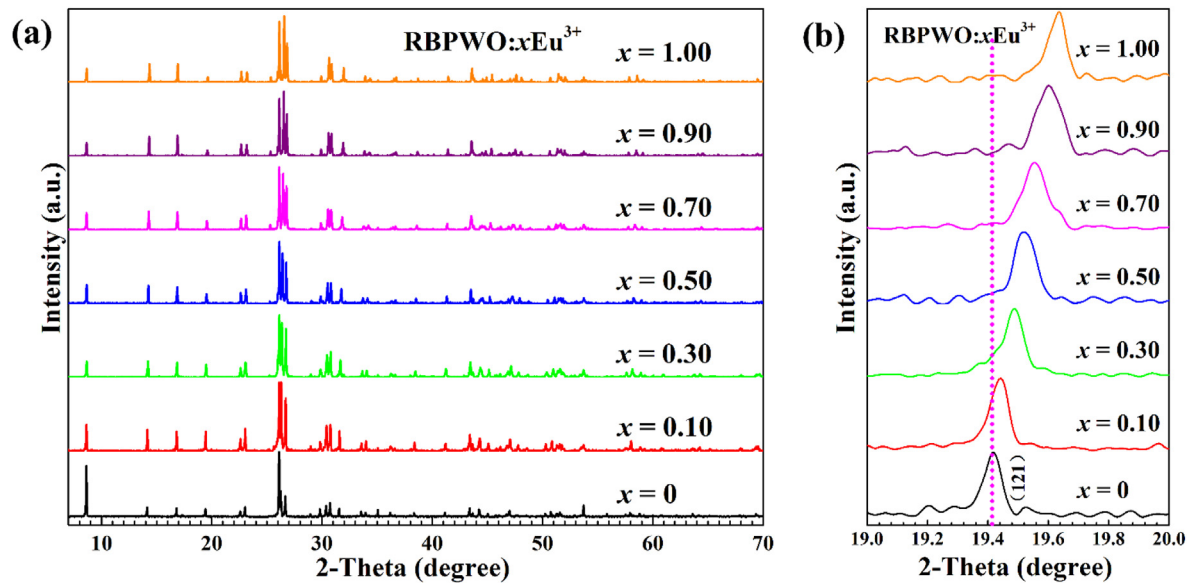 (a)
RBPWO:xEu³⁺
x = 1.00
x = 0.90
x = 0.70
x = 0.50
x = 0.30
x = 0.10
x = 0
Intensity (a.u.)
10 20 30 40 50 60 70
2-Theta (degree)
(b)
RBPWO:xEu³⁺
x = 1.00
x = 0.90
x = 0.70
x = 0.50
x = 0.30
x = 0.10
x = 0
(121)
Intensity (a.u.)
19.0 19.2 19.4 19.6 19.8 20.0
2-Theta (degree)